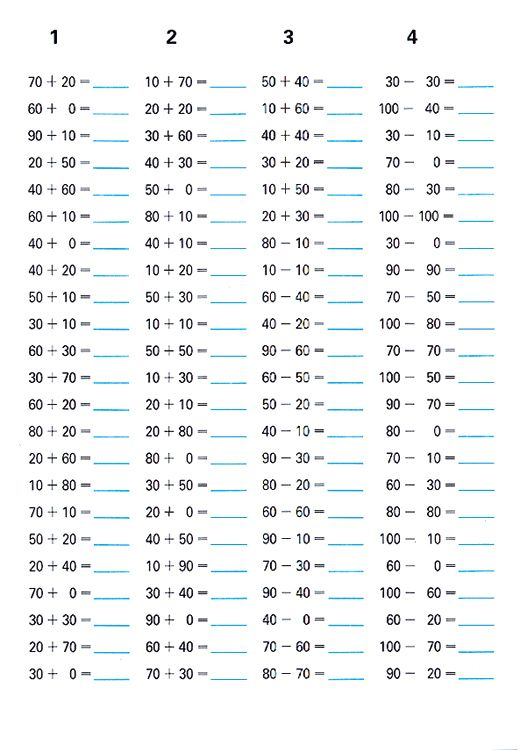 1 2 3 4
70 + 20 = 10 + 70 = 50 + 40 = 30 - 30 =
60 + 0 = 20 + 20 = 10 + 60 = 100 - 40 =
90 + 10 = 30 + 60 = 40 + 40 = 30 - 10 =
20 + 50 = 40 + 30 = 30 + 20 = 70 - 0 =
40 + 60 = 50 + 0 = 10 + 50 = 80 - 30 =
60 + 10 = 80 + 10 = 20 + 30 = 100 - 100 =
40 + 0 = 40 + 10 = 80 - 10 = 30 - 0 =
40 + 20 = 10 + 20 = 10 - 10 = 90 - 90 =
50 + 10 = 50 + 30 = 60 - 40 = 70 - 50 =
30 + 10 = 10 + 10 = 40 - 20 = 100 - 80 =
60 + 30 = 50 + 50 = 90 - 60 = 70 - 70 =
30 + 70 = 10 + 30 = 60 - 50 = 100 - 50 =
60 + 20 = 20 + 10 = 50 - 20 = 90 - 70 =
80 + 20 = 20 + 80 = 40 - 10 = 80 - 0 =
20 + 60 = 80 + 0 = 90 - 30 = 70 - 10 =
10 + 80 = 30 + 50 = 80 - 20 = 60 - 30 =
70 + 10 = 20 + 0 = 60 - 60 = 80 - 80 =
50 + 20 = 40 + 50 = 90 - 10 = 100 - 10 =
20 + 40 = 10 + 90 = 70 - 30 = 60 - 0 =
70 + 0 = 30 + 40 = 90 - 40 = 100 - 60 =
30 + 30 = 90 + 0 = 40 - 0 = 60 - 20 =
20 + 70 = 60 + 40 = 70 - 60 = 100 - 70 =
30 + 0 = 70 + 30 = 80 - 70 = 90 - 20 =